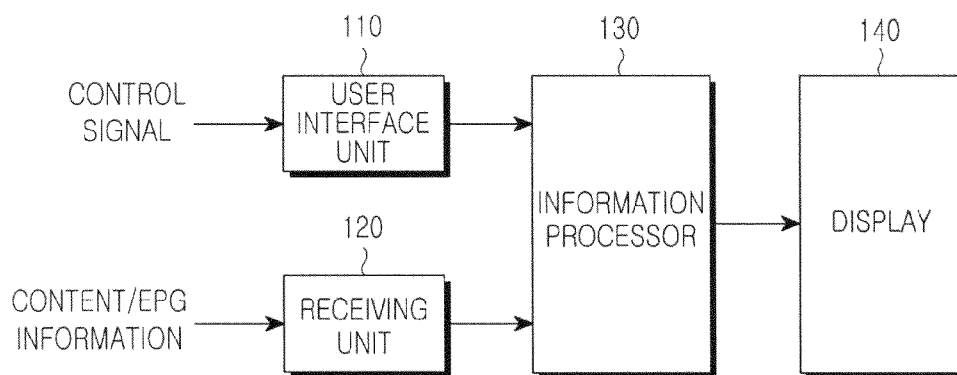 110
130
140
CONTROL
SIGNAL
USER
INTERFACE
UNIT
INFORMATION
PROCESSOR
DISPLAY
120
CONTENT/EPG
INFORMATION
RECEIVING
UNIT